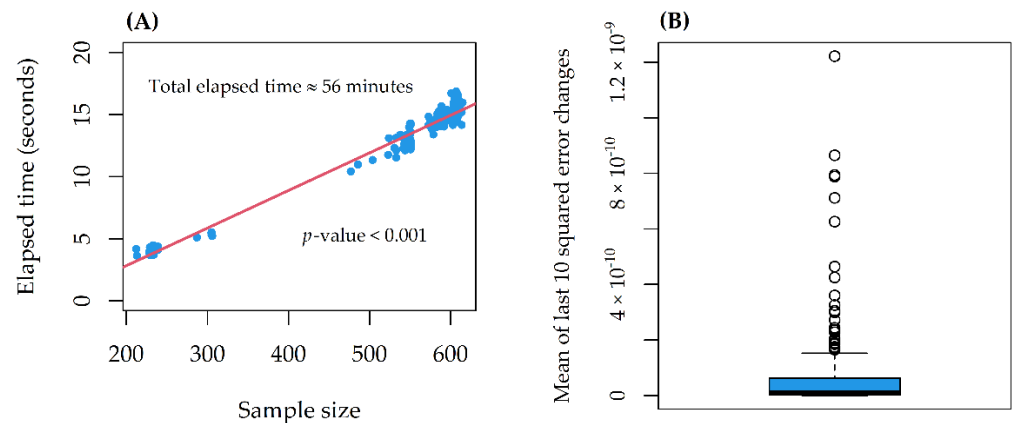 (A)
Elapsed time (seconds)
20
15
10
5
0
Total elapsed time ≈ 56 minutes
p-value < 0.001
200 300 400 500 600
Sample size
(B)
Mean of last 10 squared error changes
1.2 × 10⁻⁹
8 × 10⁻¹⁰
4 × 10⁻¹⁰
0